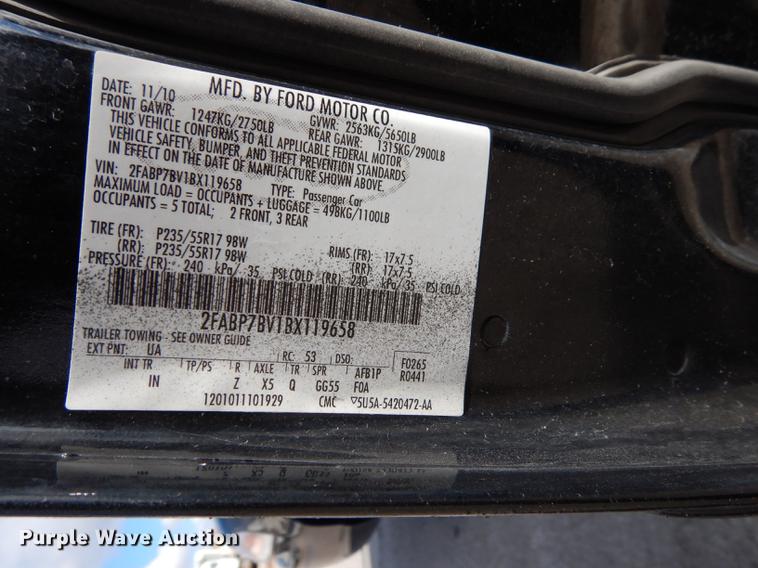 MFD. BY FORD MOTOR CO.
DATE: 11/10 GVWR: 2563KG/5650LB
FRONT GAWR: 1247KG/2750LB REAR GAWR: 1315KG/2900LB
THIS VEHICLE CONFORMS TO ALL APPLICABLE FEDERAL MOTOR
VEHICLE SAFETY, BUMPER, AND THEFT PREVENTION STANDARDS
IN EFFECT ON THE DATE OF MANUFACTURE SHOWN ABOVE.
VIN: 2FABP7BV1BX119658 TYPE: Passenger Car
MAXIMUM LOAD = OCCUPANTS + LUGGAGE = 498KG/1100LB
OCCUPANTS = 5 TOTAL; 2 FRONT, 3 REAR
TIRE (FR): P235/55R17 98W RIMS (FR): 17x7.5
(RR): P235/55R17 98W (RR): 17x7.5
PRESSURE (FR): 240 kPa/ 35 PSI COLD (RR): 240 kPa/35 PSI COLD
2FABP7BV1BX119658
TRAILER TOWING - SEE OWNER GUIDE
EXT PNT: UA RC: 53 DSO: F0265
INT TR TP/PS R AXLE TR SPR AFB1P R0441
IN Z X5 Q GG55 F0A
1201011101929 CMC ▽5U5A-5420472-AA
Purple Wave Auction